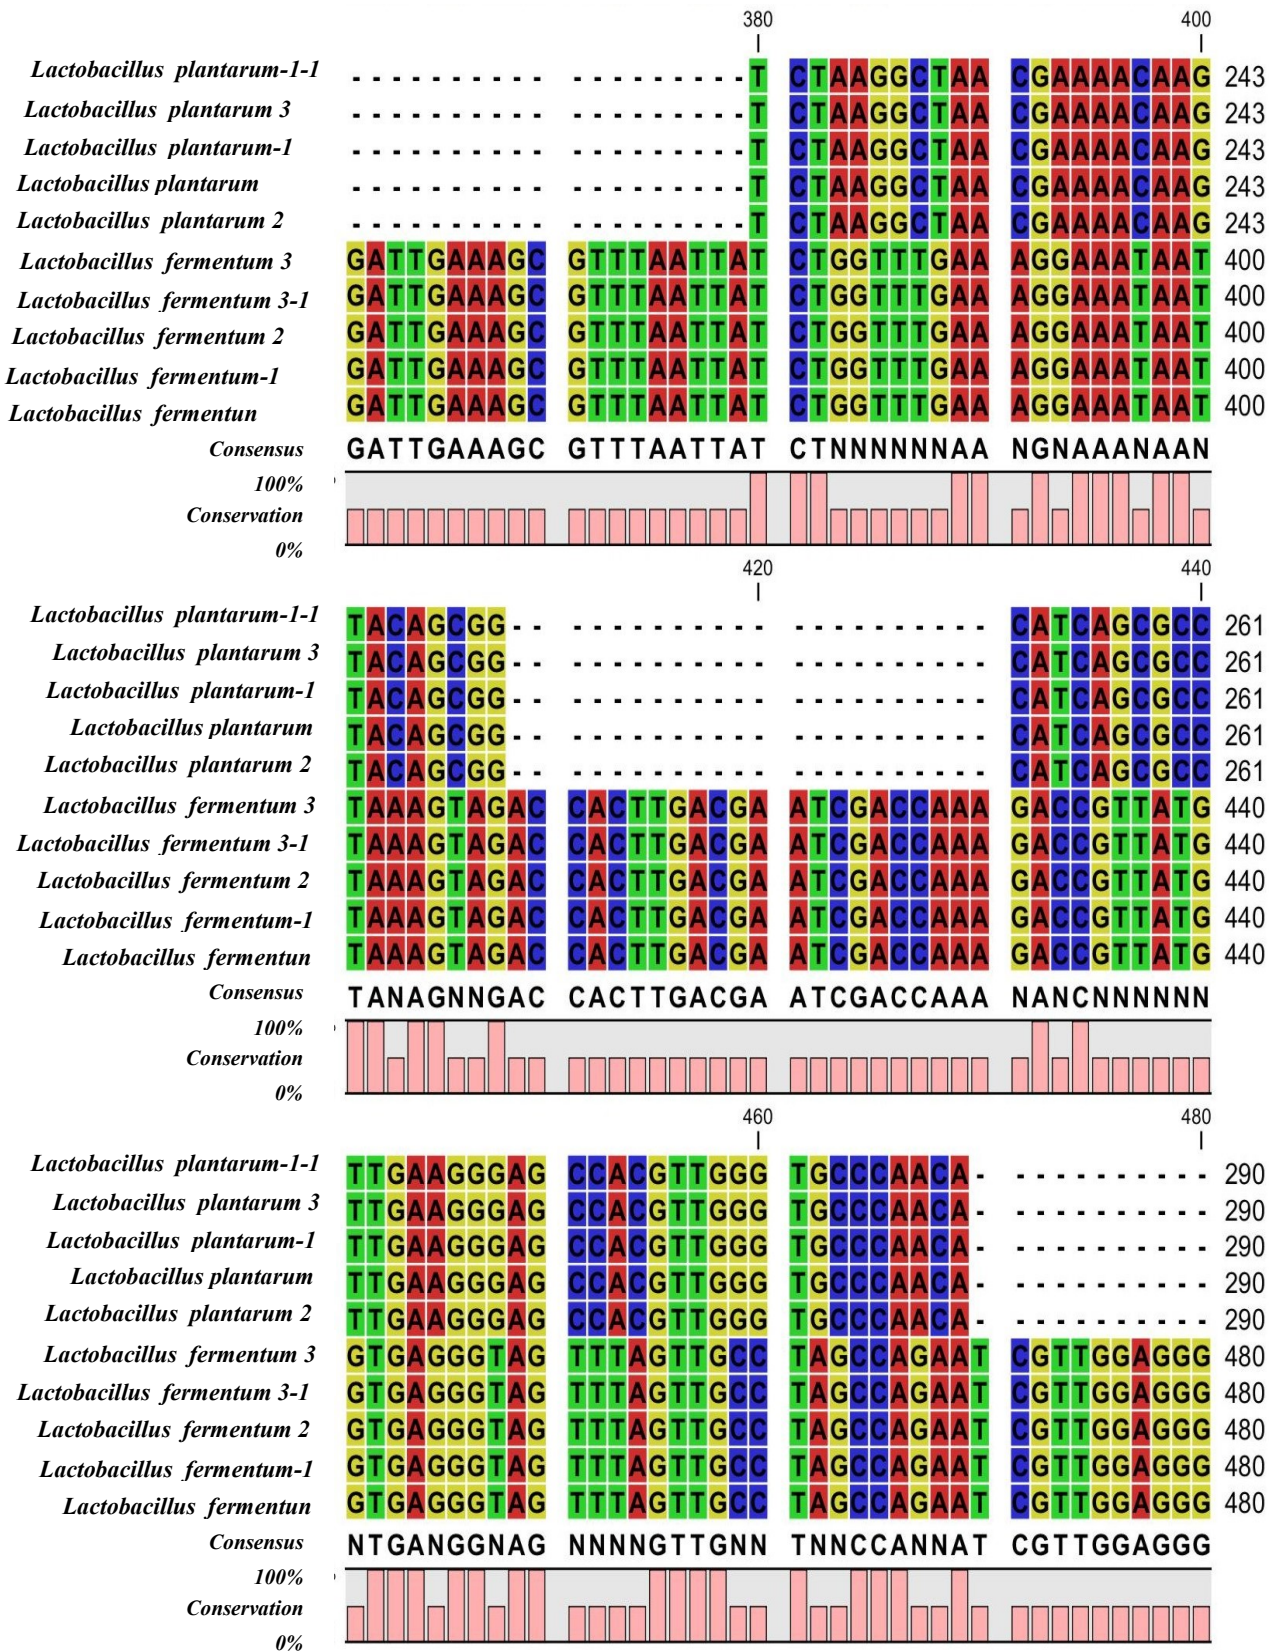 380 400
Lactobacillus plantarum-1-1 - - - - - - - - - - - - - - - - - - - T CTAAGGCTAA CGAAAACAAG 243
Lactobacillus plantarum 3 - - - - - - - - - - - - - - - - - - - T CTAAGGCTAA CGAAAACAAG 243
Lactobacillus plantarum-1 - - - - - - - - - - - - - - - - - - - T CTAAGGCTAA CGAAAACAAG 243
Lactobacillus plantarum - - - - - - - - - - - - - - - - - - - T CTAAGGCTAA CGAAAACAAG 243
Lactobacillus plantarum 2 - - - - - - - - - - - - - - - - - - - T CTAAGGCTAA CGAAAACAAG 243
Lactobacillus fermentum 3 GATTGAAAGC GTTTAATTAT CTGNTTTGAA AGGAAATAAT 400
Lactobacillus fermentum 3-1 GATTGAAAGC GTTTAATTAT CTGGTTTGAA AGGAAATAAT 400
Lactobacillus fermentum 2 GATTGAAAGC GTTTAATTAT CTGGTTTGAA AGGAAATAAT 400
Lactobacillus fermentum-1 GATTGAAAGC GTTTAATTAT CTGGTTTGAA AGGAAATAAT 400
Lactobacillus fermentun GATTGAAAGC GTTTAATTAT CTGGTTTGAA AGGAAATAAT 400
Consensus GATTGAAAGC GTTTAATTAT CTNNNNNNAA NGNAAANAAN
100%
Conservation
0%
420 440
Lactobacillus plantarum-1-1 TACAGCGG- - - - - - - - - - - - - - - - - - - - - - CATCAGCGCC 261
Lactobacillus plantarum 3 TACAGCGG- - - - - - - - - - - - - - - - - - - - - - CATCAGCGCC 261
Lactobacillus plantarum-1 TACAGCGG- - - - - - - - - - - - - - - - - - - - - - CATCAGCGCC 261
Lactobacillus plantarum TACAGCGG- - - - - - - - - - - - - - - - - - - - - - CATCAGCGCC 261
Lactobacillus plantarum 2 TACAGCGG- - - - - - - - - - - - - - - - - - - - - - CATCAGCGCC 261
Lactobacillus fermentum 3 TAAAGTAGAC CACTTGACGA ATCGACCAAA GACCGTTATG 440
Lactobacillus fermentum 3-1 TAAAGTAGAC CACTTGACGA ATCGACCAAA GACCGTTATG 440
Lactobacillus fermentum 2 TAAAGTAGAC CACTTGACGA ATCGACCAAA GACCGTTATG 440
Lactobacillus fermentum-1 TAAAGTAGAC CACTTGACGA ATCGACCAAA GACCGTTATG 440
Lactobacillus fermentun TAAAGTAGAC CACTTGACGA ATCGACCAAA GACCGTTATG 440
Consensus TANAGNNGAC CACTTGACGA ATCGACCAAA NANCNNNNNN
100%
Conservation
0%
460 480
Lactobacillus plantarum-1-1 TTGAAGGGAG CCACGTTGGG TGCCCAACA- - - - - - - - - - - 290
Lactobacillus plantarum 3 TTGAAGGGAG CCACGTTGGG TGCCCAACA- - - - - - - - - - - 290
Lactobacillus plantarum-1 TTGAAGGGAG CCACGTTGGG TGCCCAACA- - - - - - - - - - - 290
Lactobacillus plantarum TTGAAGGGAG CCACGTTGGG TGCCCAACA- - - - - - - - - - - 290
Lactobacillus plantarum 2 TTGAAGGGAG CCACGTTGGG TGCCCAACA- - - - - - - - - - - 290
Lactobacillus fermentum 3 GTGAGGGTAG TTTAGTTGCC TAGCCAGAAT CGTTGGAGGG 480
Lactobacillus fermentum 3-1 GTGAGGGTAG TTTAGTTGCC TAGCCAGAAT CGTTGGAGGG 480
Lactobacillus fermentum 2 GTGAGGGTAG TTTAGTTGCC TAGCCAGAAT CGTTGGAGGG 480
Lactobacillus fermentum-1 GTGAGGGTAG TTTAGTTGCC TAGCCAGAAT CGTTGGAGGG 480
Lactobacillus fermentun GTGAGGGTAG TTTAGTTGCC TAGCCAGAAT CGTTGGAGGG 480
Consensus NTGANGGNAG NNNNGTTGNN TNNCCANNAT CGTTGGAGGG
100%
Conservation
0%